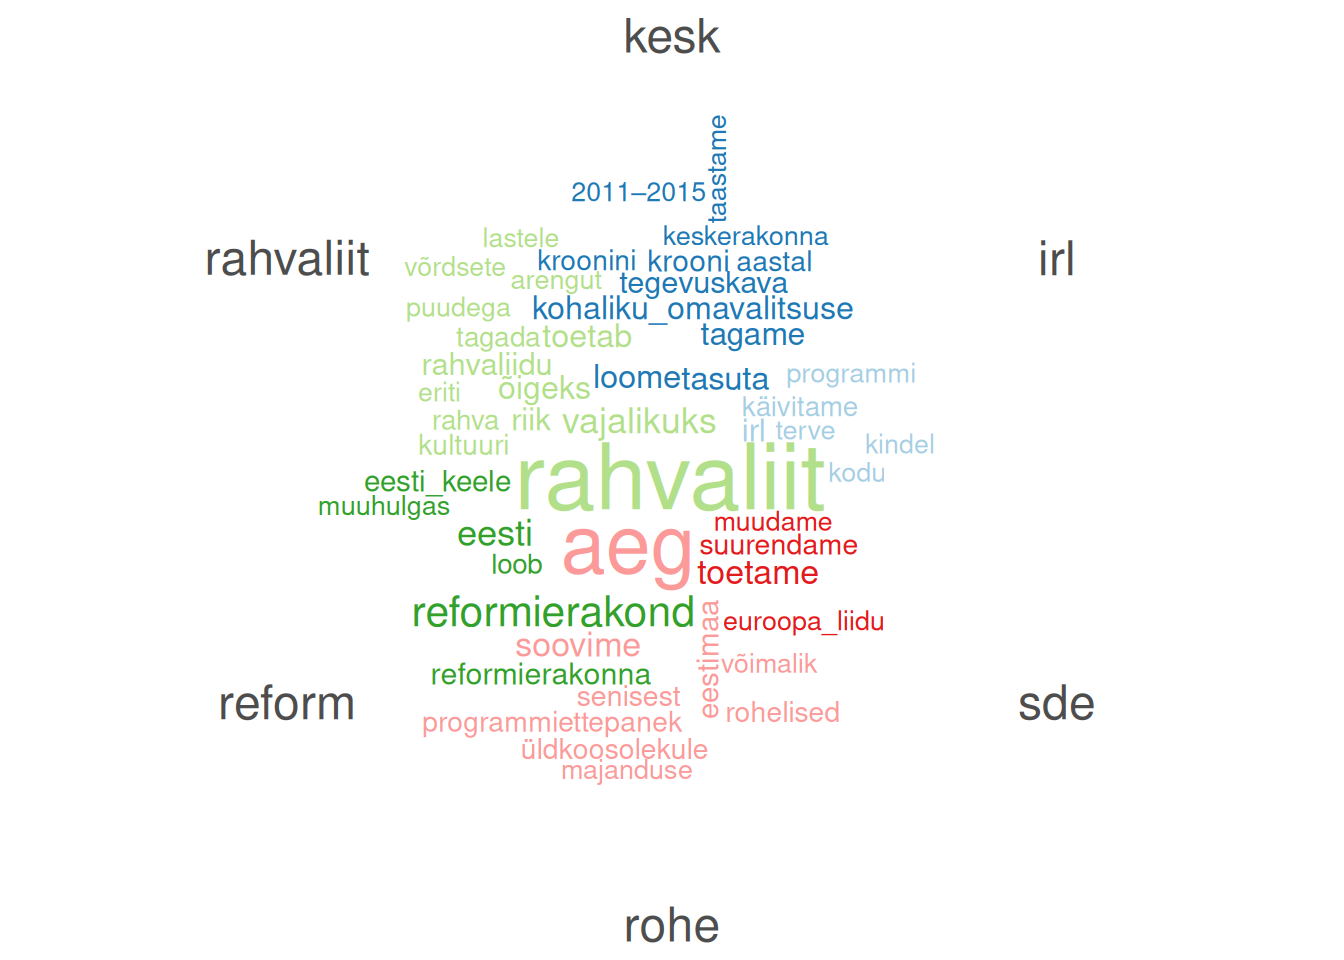 kesk
taastame
2011–2015
lastele keskerakonna
rahvaliit võrdsete kroonini krooni aastal irl
arengut tegevuskava
puudega kohaliku_omavalitsuse
tagada toetab tagame
rahvaliidu
eriti õigeks loome tasuta programmi
rahva riik vajalikuks käivitame
kultuuri irl terve kindel
eesti_keele rahvaliit kodu
muuhulgas
eesti aeg muudame
suurendame
loob toetame
reformierakond eestimaa euroopa_liidu
soovime võimalik
reformierakonna
reform senisest rohelised sde
programmiettepanek
üldkoosolekule
majanduse
rohe